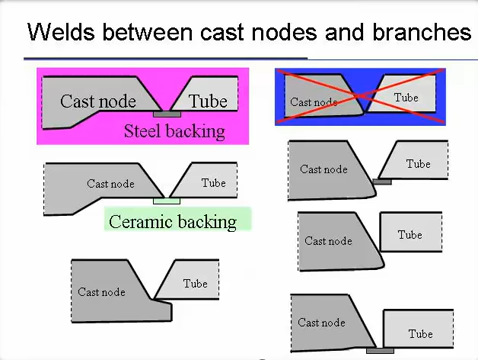 Welds between cast nodes and branches
Cast node
Tube
Steel backing
Cast node
Tube
Cast node
Tube
Cast node
Tube
Ceramic backing
Cast node
Tube
Cast node
Tube
Cast node
Tube